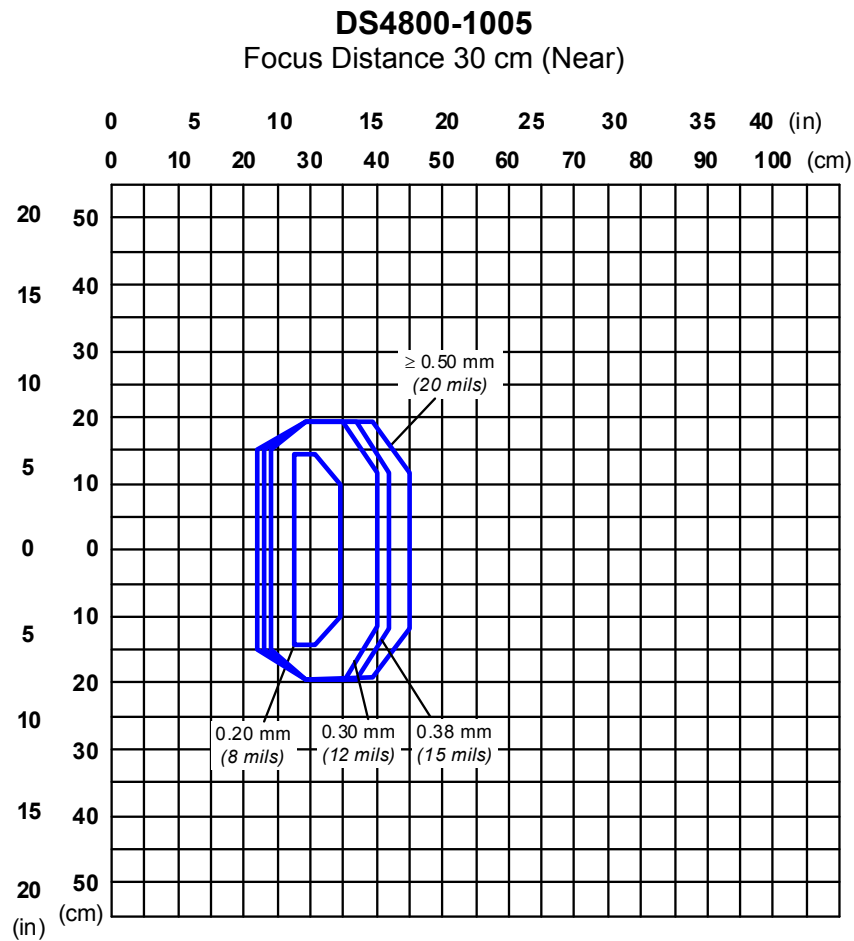 DS4800-1005
Focus Distance 30 cm (Near)
0 5 10 15 20 25 30 35 40 (in)
0 10 20 30 40 50 60 70 80 90 100 (cm)
20 50
40
15
30
10
20
5
10
0 0
10
5
20
10
30
15
40
20 50
(in) (cm)
≥ 0.50 mm
(20 mils)
0.20 mm
(8 mils)
0.30 mm
(12 mils)
0.38 mm
(15 mils)